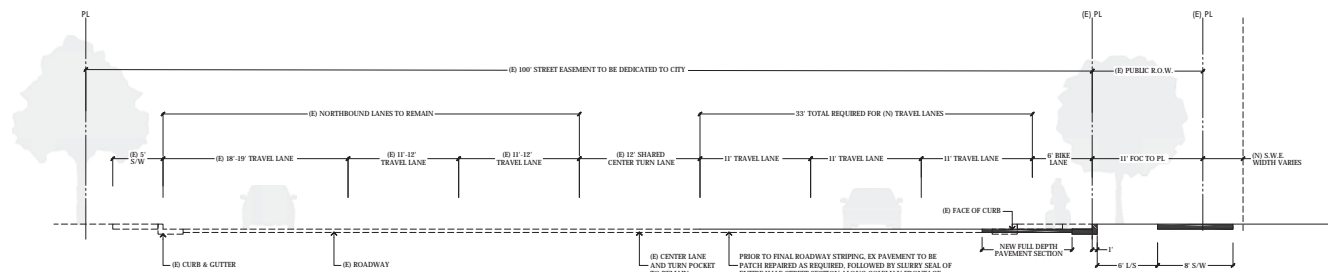 PL
(E) PL
(E) PL
(E) 100' STREET EASEMENT TO BE DEDICATED TO CITY
(E) PUBLIC R.O.W.
(E) NORTHBOUND LANES TO REMAIN
33' TOTAL REQUIRED FOR (N) TRAVEL LANES
(E) 5'
S/W
(E) 18'-19' TRAVEL LANE
(E) 11'-12'
TRAVEL LANE
(E) 11'-12'
TRAVEL LANE
(E) 12' SHARED
CENTER TURN LANE
11' TRAVEL LANE
11' TRAVEL LANE
11' TRAVEL LANE
6' BIKE
LANE
11' FOC TO PL
(N) S.W.E.
WIDTH VARIES
(E) FACE OF CURB
(E) CURB & GUTTER
(E) ROADWAY
(E) CENTER LANE
AND TURN POCKET
PRIOR TO FINAL ROADWAY STRIPING, EX PAVEMENT TO BE
PATCH REPAIRED AS REQUIRED, FOLLOWED BY SLURRY SEAL OF
NEW FULL DEPTH
PAVEMENT SECTION
1'
6' L/S
8' S/W